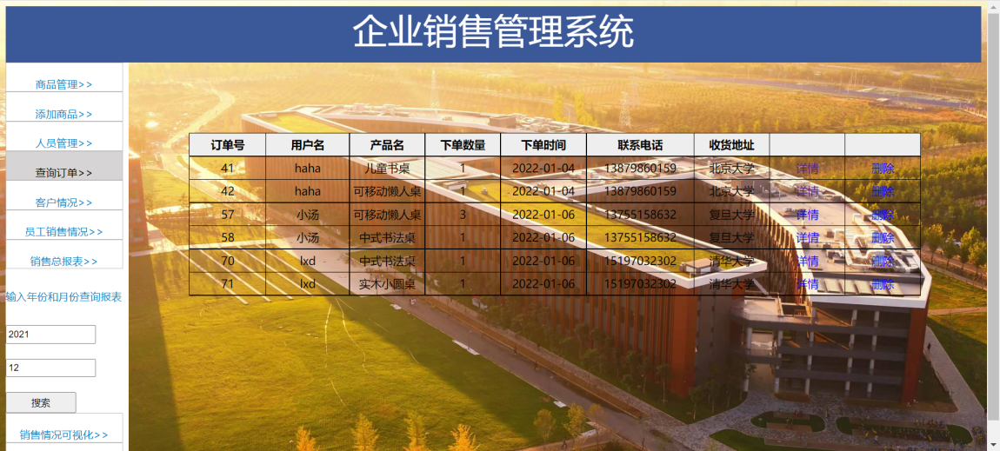 企业销售管理系统
商品管理>>
添加商品>>
人员管理>>
查询订单>>
客户情况>>
员工销售情况>>
销售总报表>>
输入年份和月份查询报表
2021
12
搜索
销售情况可视化>>
订单号 用户名 产品名 下单数量 下单时间 联系电话 收货地址
41 haha 儿童书桌 1 2022-01-04 13879860159 北京大学 详情 删除
42 haha 可移动懒人桌 1 2022-01-04 13879860159 北京大学 详情 删除
57 小汤 可移动懒人桌 3 2022-01-06 13755158632 复旦大学 详情 删除
58 小汤 中式书法桌 1 2022-01-06 13755158632 复旦大学 详情 删除
70 lxd 中式书法桌 1 2022-01-06 15197032302 清华大学 详情 删除
71 lxd 实木小圆桌 1 2022-01-06 15197032302 清华大学 详情 删除